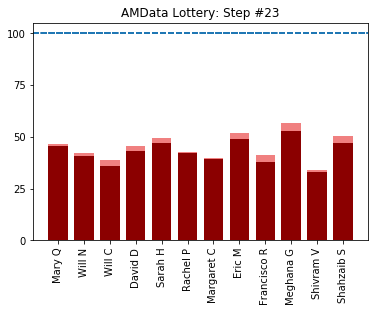 AMData Lottery: Step #23
100
75
50
25
0
Mary Q
Will N
Will C
David D
Sarah H
Rachel P
Margaret C
Eric M
Francisco R
Meghana G
Shivram V
Shahzaib S